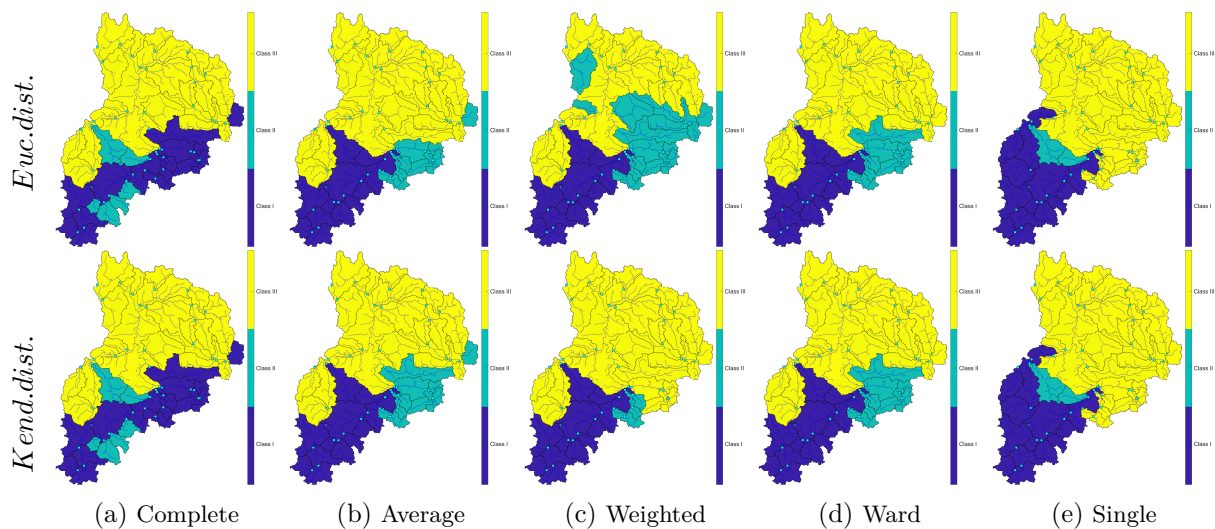 Euc.dist.
Class III
Class II
Class I
Class III
Class II
Class I
Class III
Class II
Class I
Class III
Class II
Class I
Class III
Class II
Class I
Kend.dist.
Class III
Class II
Class I
Class III
Class II
Class I
Class III
Class II
Class I
Class III
Class II
Class I
Class III
Class II
Class I
(a) Complete
(b) Average
(c) Weighted
(d) Ward
(e) Single